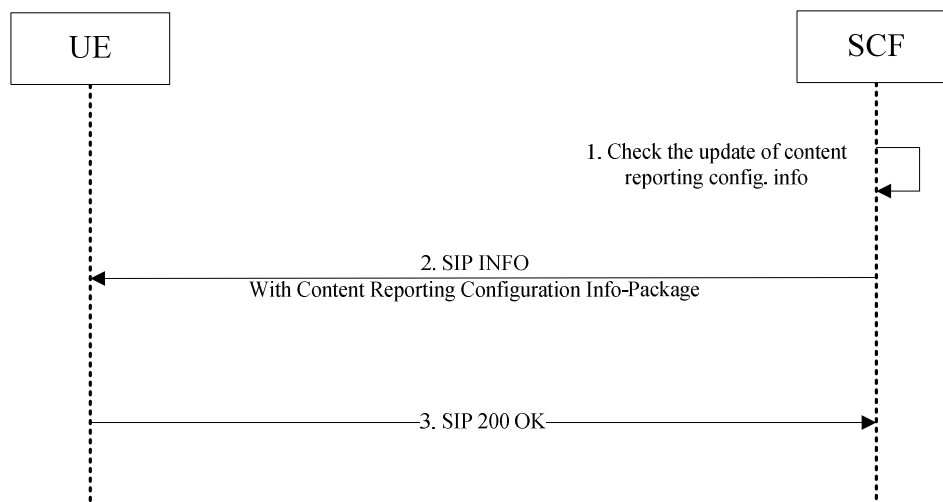 UE
SCF
1. Check the update of content
reporting config. info
2. SIP INFO
With Content Reporting Configuration Info-Package
3. SIP 200 OK